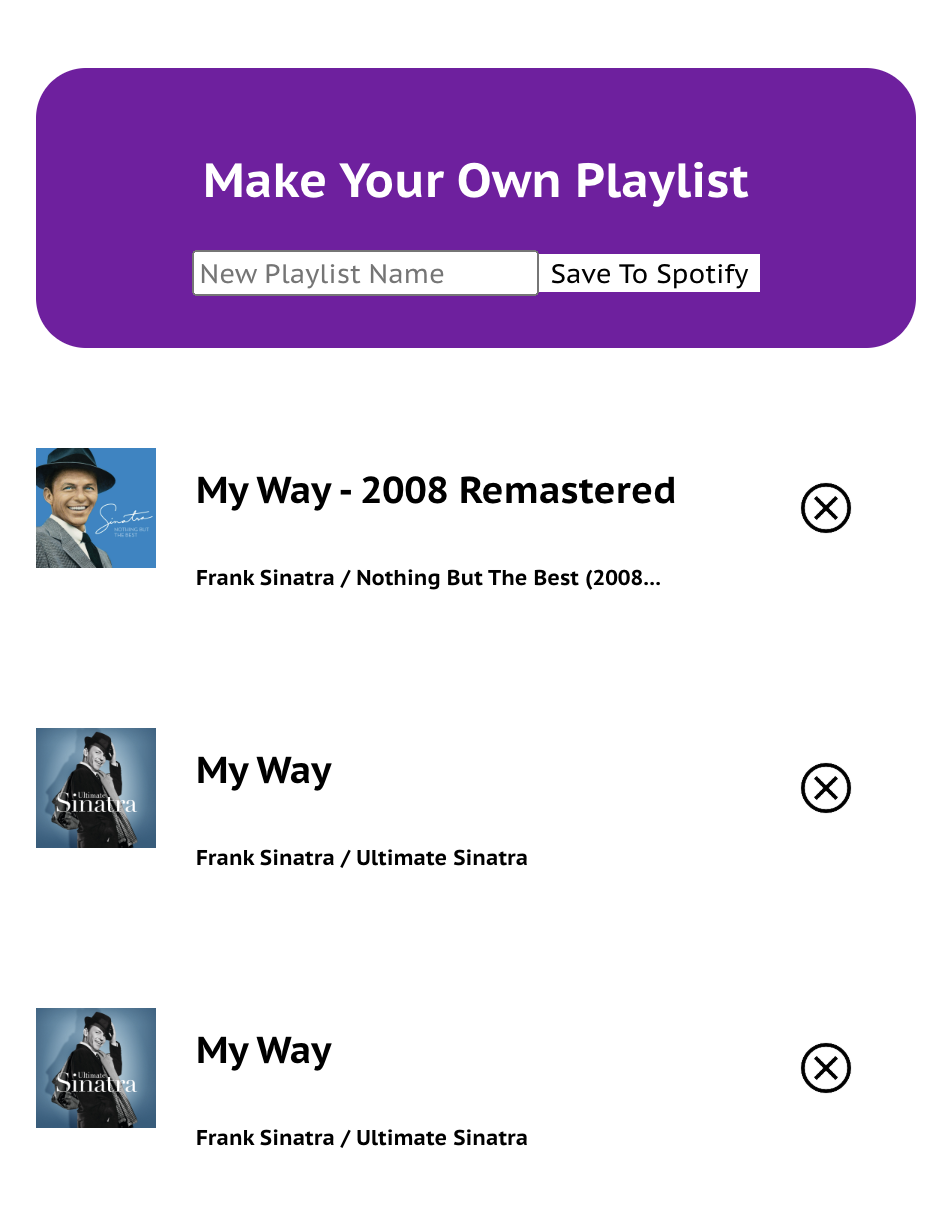 Make Your Own Playlist
New Playlist Name
Save To Spotify
Sinatra
NOTHING BUT
THE BEST
My Way - 2008 Remastered
Frank Sinatra / Nothing But The Best (2008...
Ultimate
Sinatra
My Way
Frank Sinatra / Ultimate Sinatra
Ultimate
Sinatra
My Way
Frank Sinatra / Ultimate Sinatra